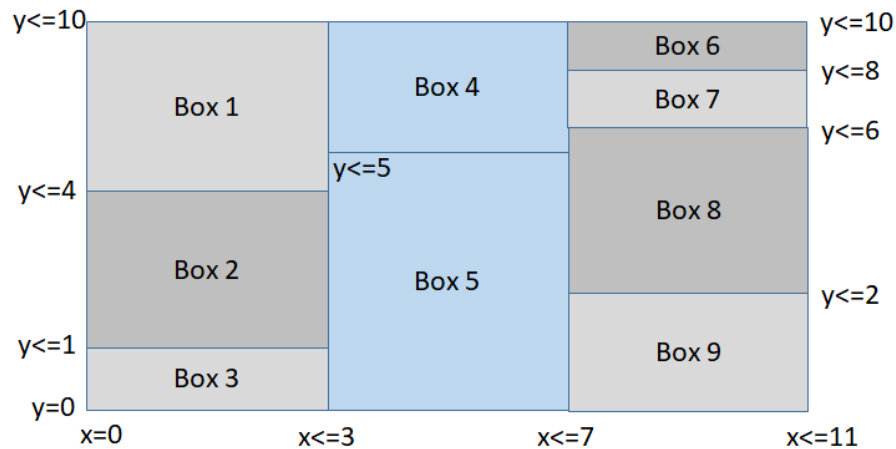 y<=10
Box 1
Box 4
Box 6
y<=10
y<=8
Box 7
y<=6
y<=5
y<=4
Box 8
Box 2
Box 5
y<=2
y<=1
Box 3
Box 9
y=0
x=0
x<=3
x<=7
x<=11